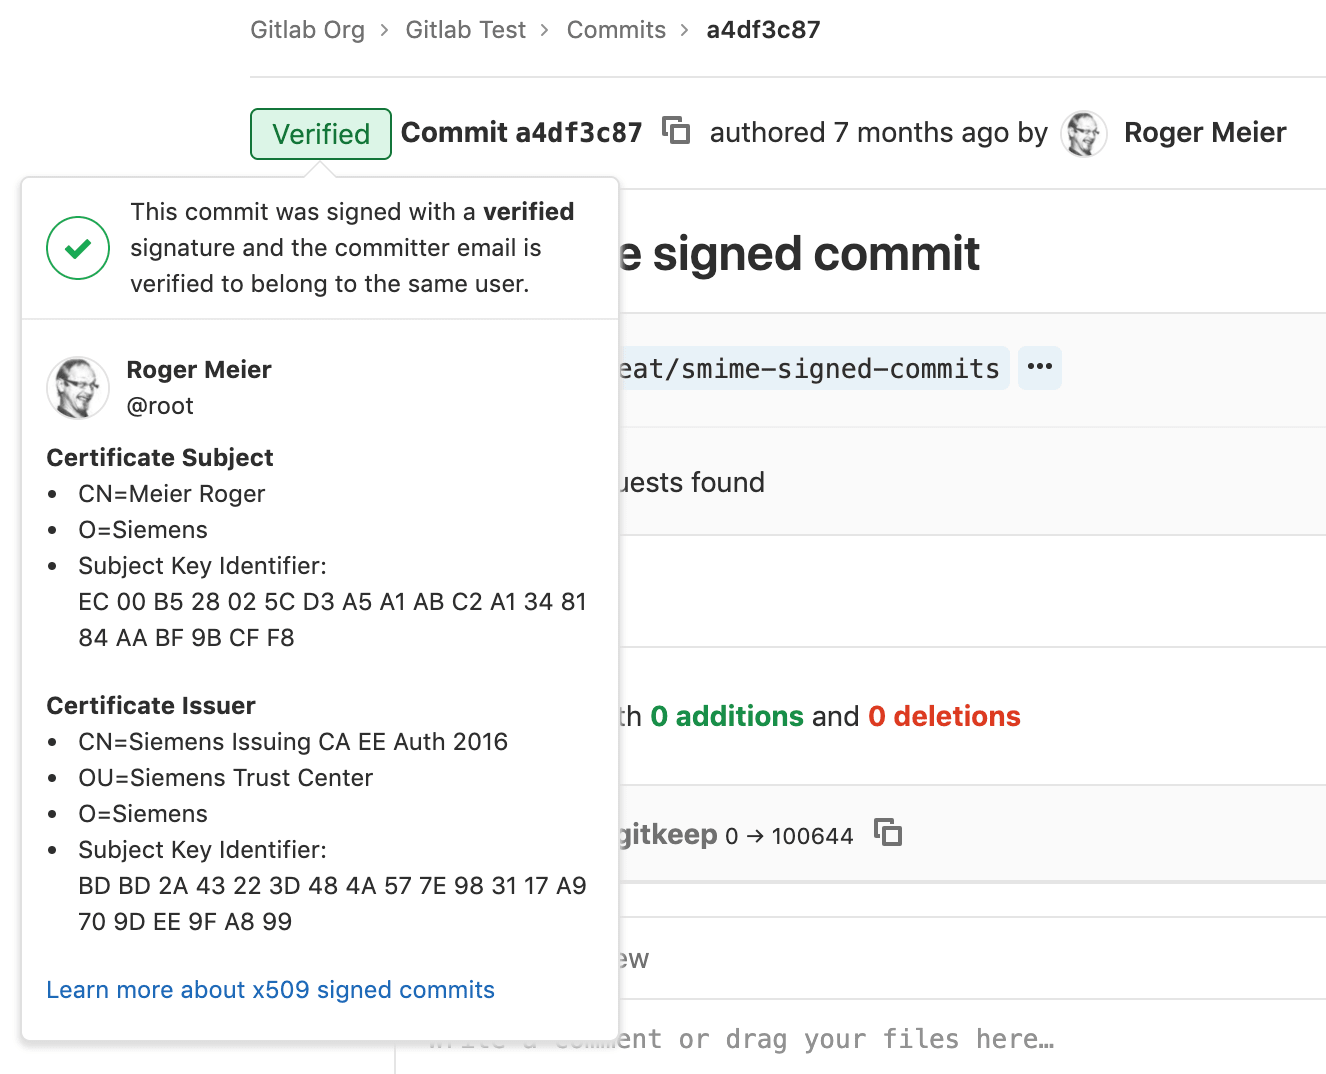 Gitlab Org > Gitlab Test > Commits > a4df3c87
Verified Commit a4df3c87 authored 7 months ago by Roger Meier
This commit was signed with a verified
signature and the committer email is
verified to belong to the same user.
signed commit
Roger Meier
@root
eat/smime-signed-commits •••
Certificate Subject
• CN=Meier Roger
• O=Siemens
• Subject Key Identifier:
EC 00 B5 28 02 5C D3 A5 A1 AB C2 A1 34 81
84 AA BF 9B CF F8
uests found
Certificate Issuer
• CN=Siemens Issuing CA EE Auth 2016
• OU=Siemens Trust Center
• O=Siemens
• Subject Key Identifier:
BD BD 2A 43 22 3D 48 4A 57 7E 98 31 17 A9
70 9D EE 9F A8 99
Learn more about x509 signed commits
th 0 additions and 0 deletions
gitkeep 0 → 100644
ew
Write a comment or drag your files here…